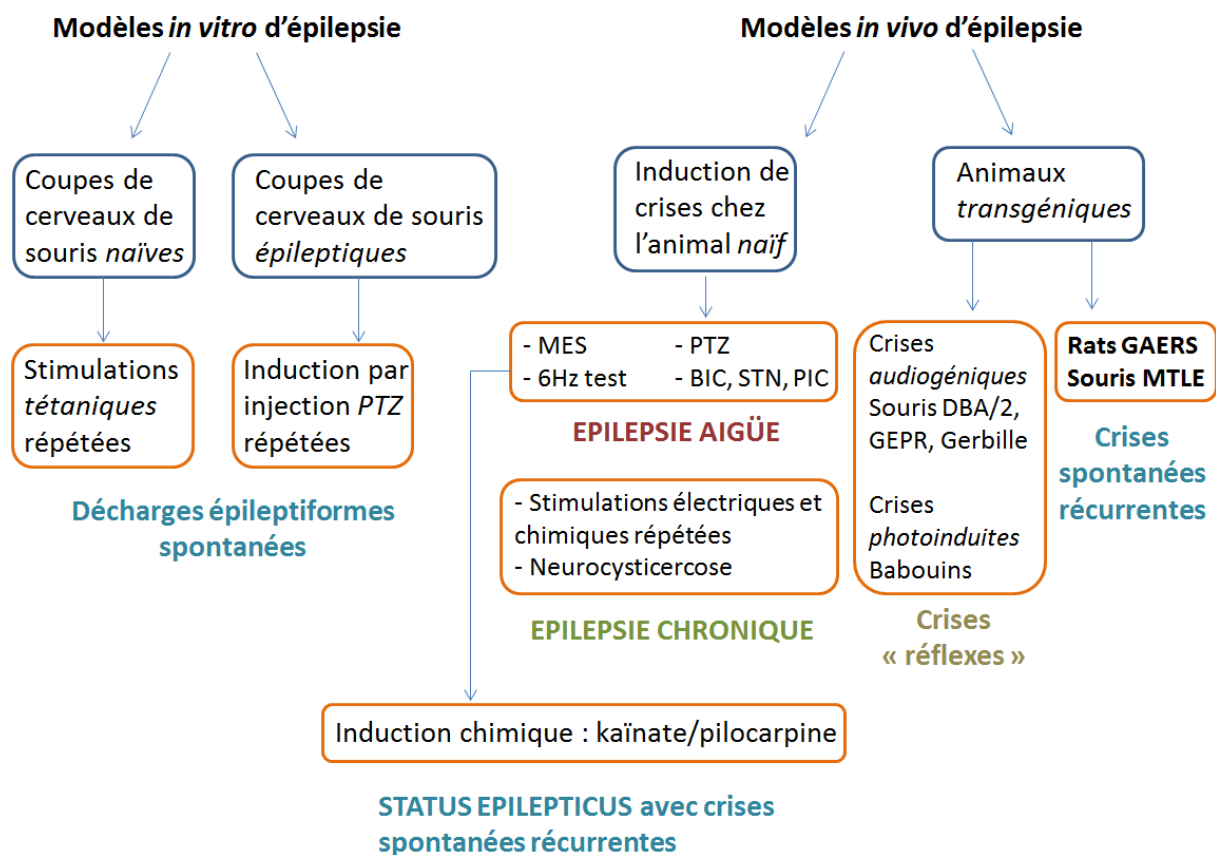 Modèles in vitro d'épilepsie
Coupes de
cerveaux de
souris naïves
Coupes de
cerveaux de souris
épileptiques
Stimulations
tétaniques
répétées
Induction par
injection PTZ
répétées
Décharges épileptiformes
spontanées
Modèles in vivo d'épilepsie
Induction de
crises chez
l'animal naïf
Animaux
transgéniques
- MES - PTZ
- 6Hz test - BIC, STN, PIC
EPILEPSIE AIGÜE
- Stimulations électriques et
chimiques répétées
- Neurocysticercose
EPILEPSIE CHRONIQUE
Crises
audiogéniques
Souris DBA/2,
GEPR, Gerbille
Crises
photoinduites
Babouins
Crises
« réflexes »
Rats GAERS
Souris MTLE
Crises
spontanées
récurrentes
Induction chimique : kaïnate/pilocarpine
STATUS EPILEPTICUS avec crises
spontanées récurrentes